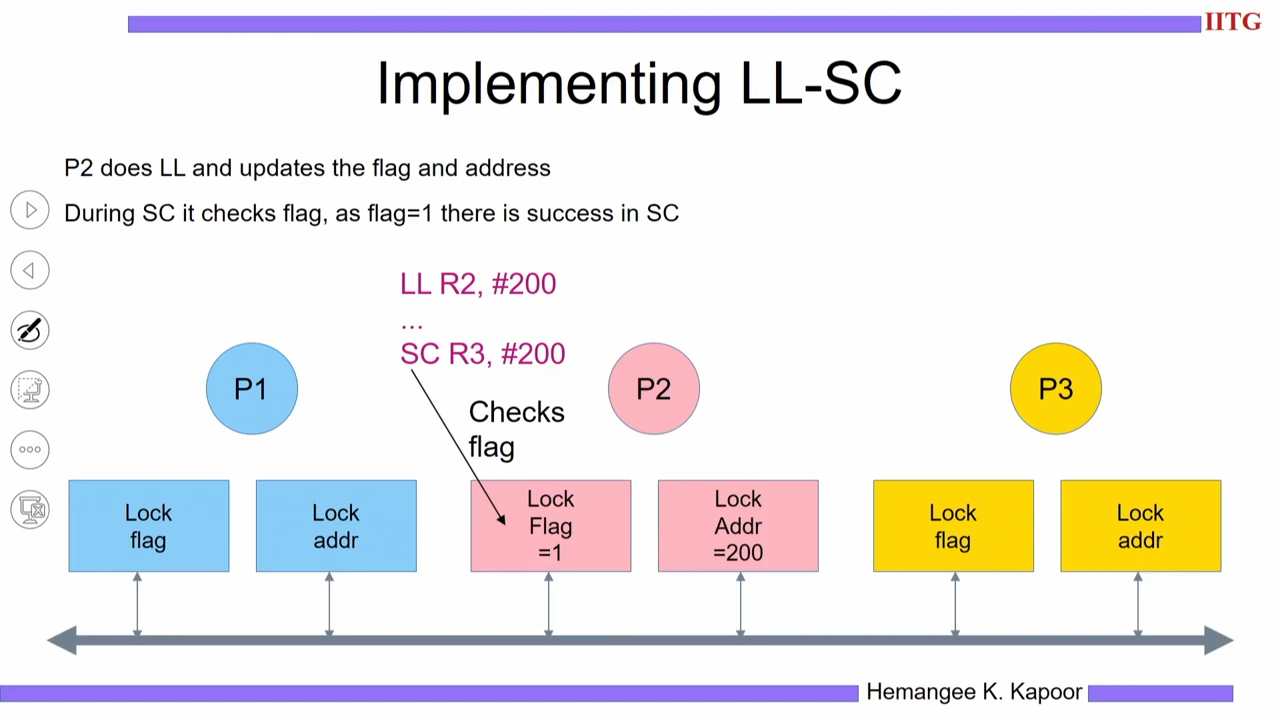 IITG
Implementing LL-SC
P2 does LL and updates the flag and address
During SC it checks flag, as flag=1 there is success in SC
LL R2, #200
...
SC R3, #200
P1
P2
P3
Checks
flag
Lock
flag
Lock
addr
Lock
Flag
=1
Lock
Addr
=200
Lock
flag
Lock
addr
Hemangee K. Kapoor